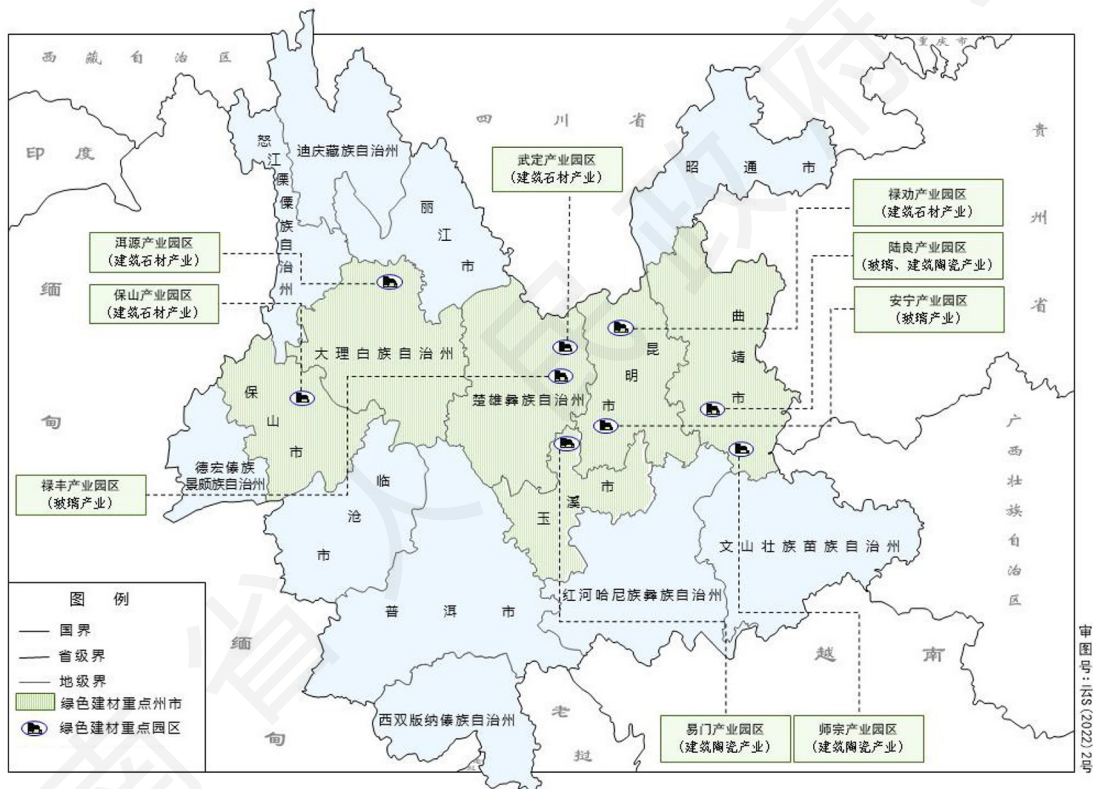 西藏自治区
重庆市
四川省
贵州省
印度
缅甸
广西壮族自治区
越南
老挝
缅甸
怒江傈僳族自治州
迪庆藏族自治州
丽江市
昭通市
武定产业园区
(建筑石材产业)
禄劝产业园区
(建筑石材产业)
陆良产业园区
(玻璃、建筑陶瓷产业)
安宁产业园区
(玻璃产业)
洱源产业园区
(建筑石材产业)
保山产业园区
(建筑石材产业)
曲靖市
昆明市
大理白族自治州
保山市
楚雄彝族自治州
德宏傣族
景颇族自治州
禄丰产业园区
(玻璃产业)
临沧市
玉溪市
文山壮族苗族自治州
红河哈尼族彝族自治州
普洱市
西双版纳傣族自治州
易门产业园区
(建筑陶瓷产业)
师宗产业园区
(建筑陶瓷产业)
图例
国界
省级界
地级界
绿色建材重点州市
绿色建材重点园区
审图号:云S(2022)2号
省人民政府